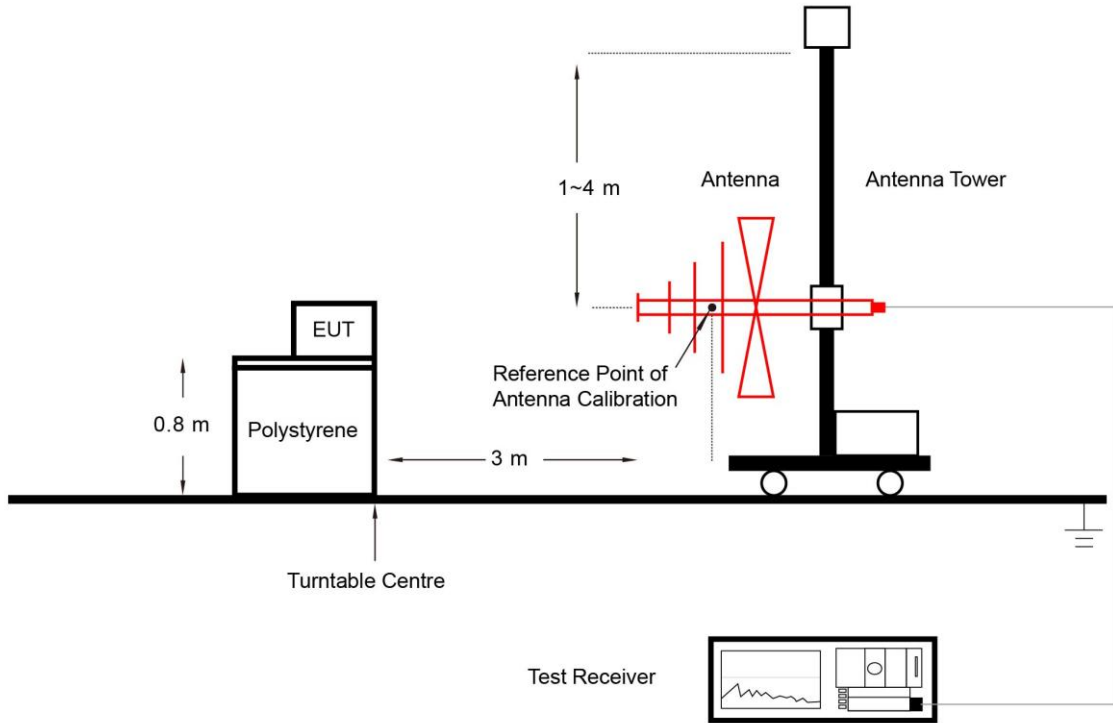 1~4 m
Antenna
Antenna Tower
EUT
Reference Point of
Antenna Calibration
0.8 m
Polystyrene
3 m
Turntable Centre
Test Receiver